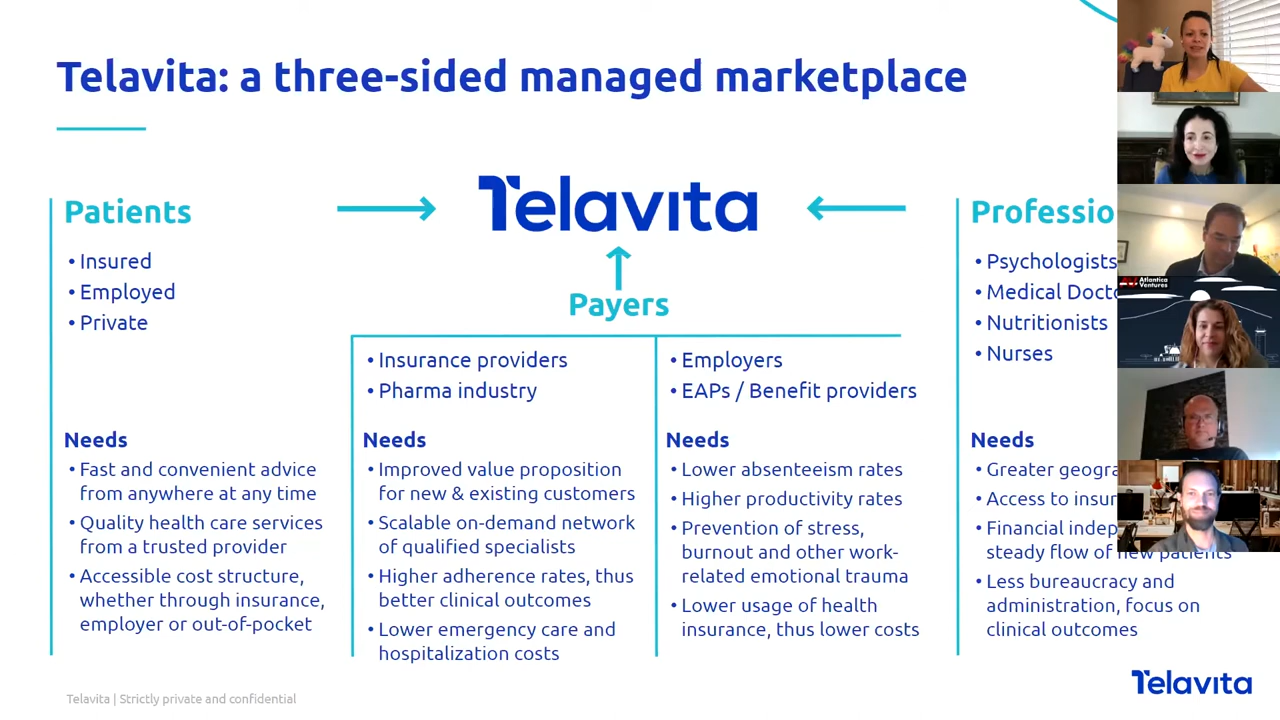 Telavita: a three-sided managed marketplace
Telavita
Patients
• Insured
• Employed
• Private
Needs
• Fast and convenient advice
from anywhere at any time
• Quality health care services
from a trusted provider
• Accessible cost structure,
whether through insurance,
employer or out-of-pocket
Payers
• Insurance providers
• Pharma industry
Needs
• Improved value proposition
for new & existing customers
• Scalable on-demand network
of qualified specialists
• Higher adherence rates, thus
better clinical outcomes
• Lower emergency care and
hospitalization costs
• Employers
• EAPs / Benefit providers
Needs
• Lower absenteeism rates
• Higher productivity rates
• Prevention of stress,
burnout and other work-
related emotional trauma
• Lower usage of health
insurance, thus lower costs
• Psychologists
• Medical
• Nutritionists
• Nurses
Needs
• Greater
• Access to
• Financial
steady flow of new patients
• Less bureaucracy and
administration, focus on
clinical outcomes
Atlantica
Ventures
Telavita | Strictly private and confidential
Telavita